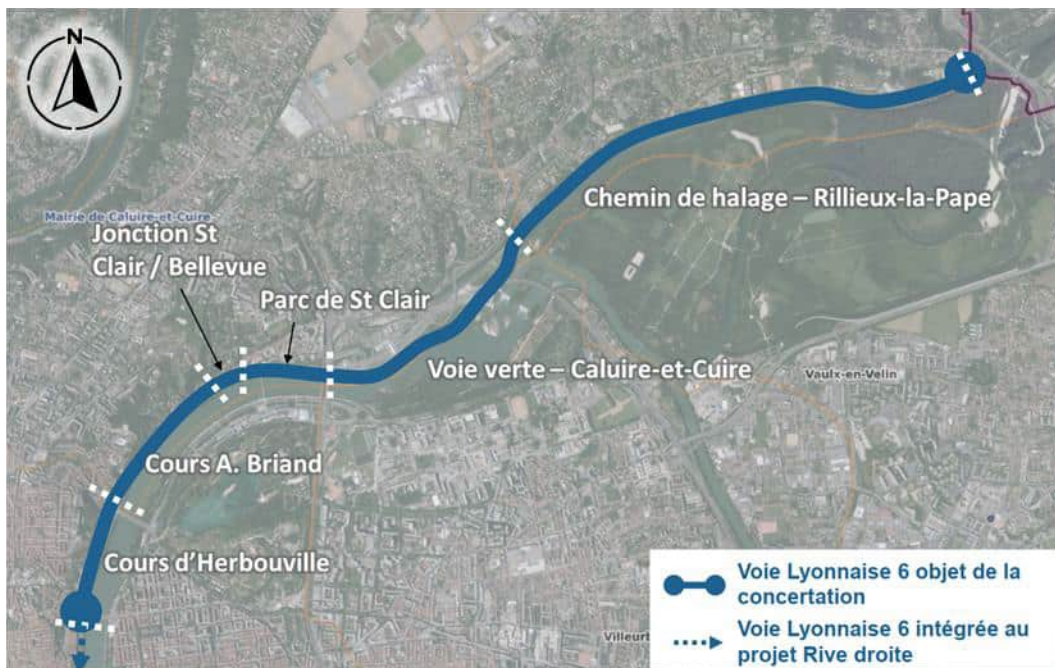 N
Mairie de Caluire-et-Cuire
Jonction St
Clair / Bellevue
Parc de St Clair
Chemin de halage – Rillieux-la-Pape
Voie verte – Caluire-et-Cuire
Vaulx-en-Velin
Cours A. Briand
Cours d’Herbouville
Villeurb
Voie Lyonnaise 6 objet de la
concertation
Voie Lyonnaise 6 intégrée au
projet Rive droite